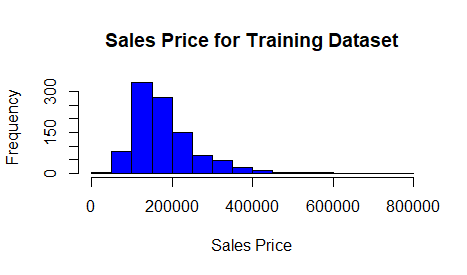 Sales Price for Training Dataset
Frequency
300
150
0
0 200000 400000 600000 800000
Sales Price